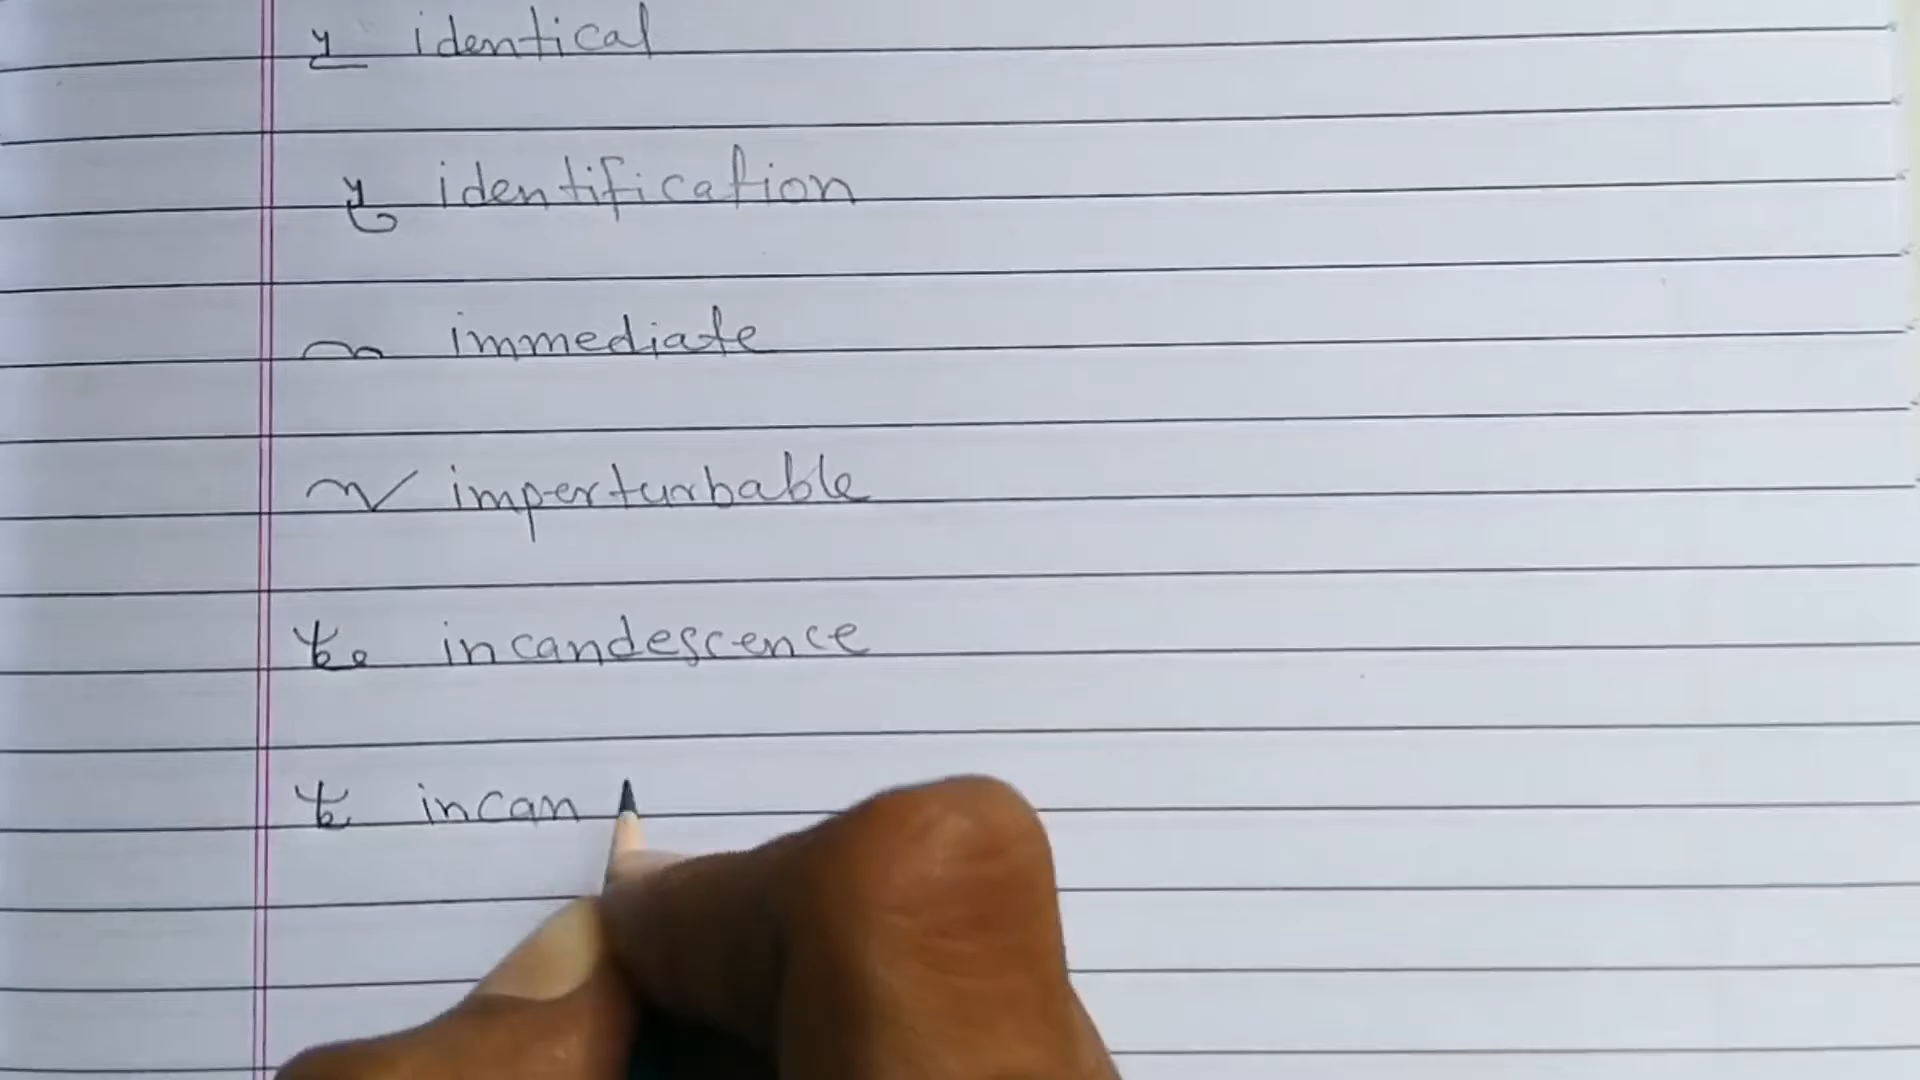 identical
identification
immediate
imperturbable
incandescence
incan